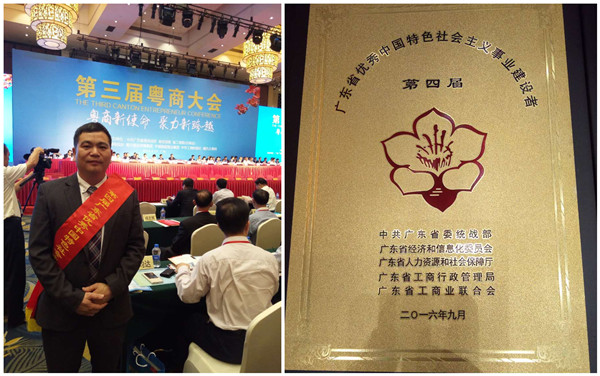 第三届粤商大会
THE THIRD CANTON ENTREPRENEUR CONFERENCE
粤商新使命 聚力新跨越
第
广东省优秀中国特色社会主义事业建设者
第四届
中共广东省委统战部
广东省经济和信息化委员会
广东省人力资源和社会保障厅
广东省工商行政管理局
广东省工商业联合会
二〇一六年九月